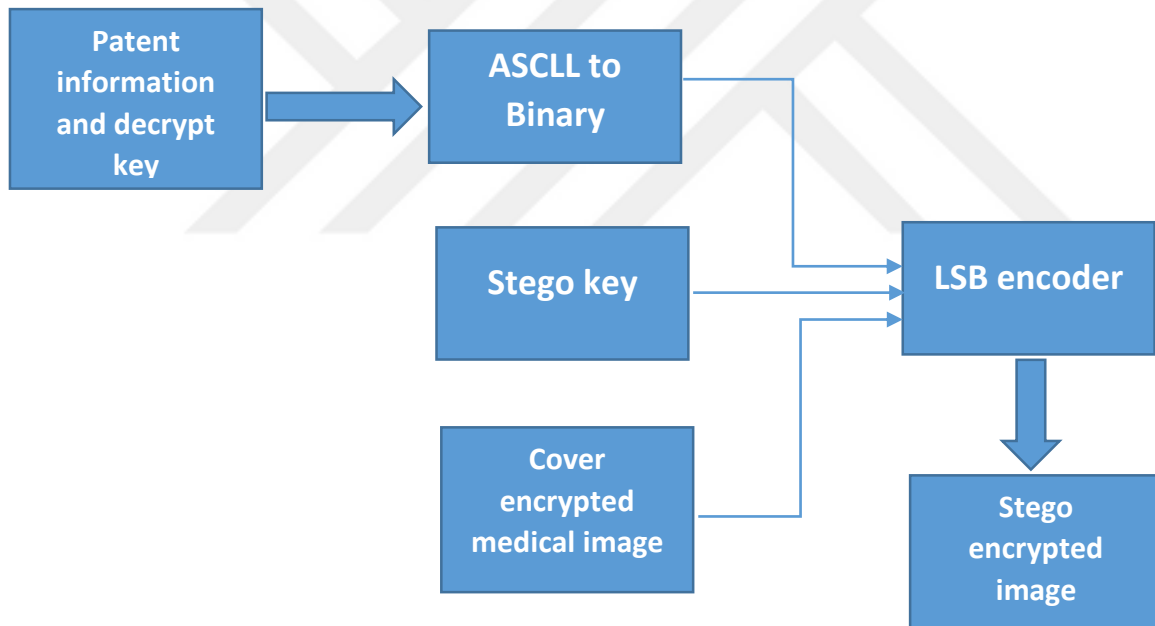 Patent
information
and decrypt
key
ASCLL to
Binary
Stego key
LSB encoder
Cover
encrypted
medical image
Stego
encrypted
image